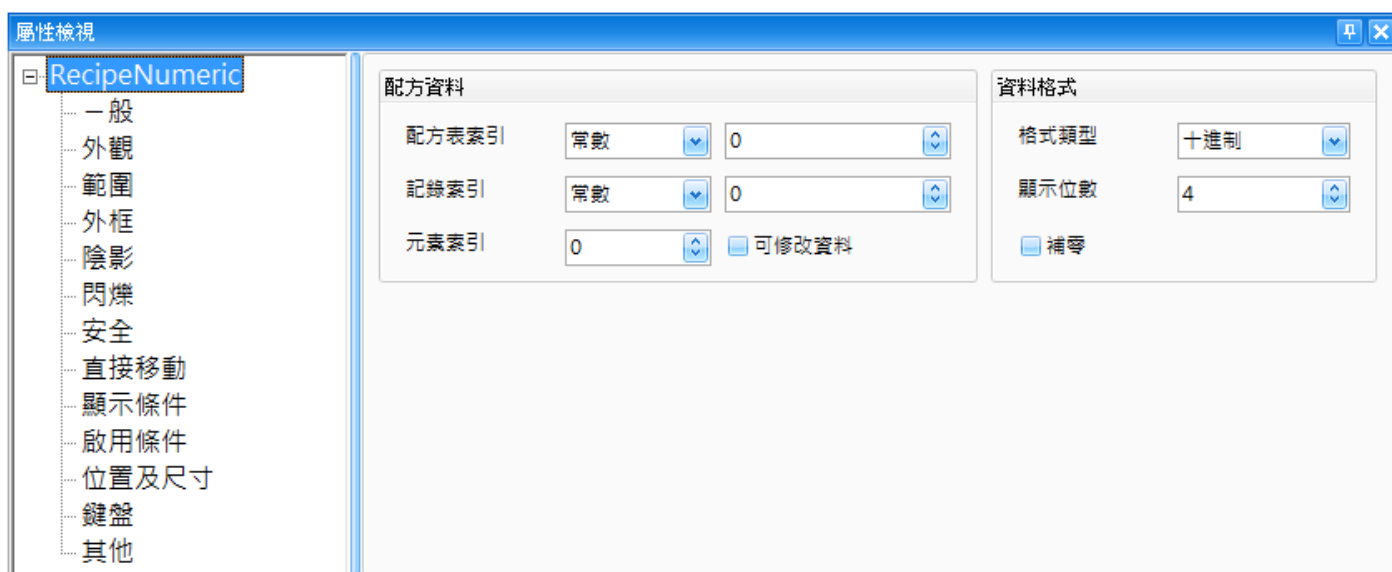 屬性檢視
RecipeNumeric
一般
外觀
範圍
外框
陰影
閃爍
安全
直接移動
顯示條件
啟用條件
位置及尺寸
鍵盤
其他
配方資料
配方表索引 常數 0
記錄索引 常數 0
元素索引 0 可修改資料
資料格式
格式類型 十進制
顯示位數 4
補零